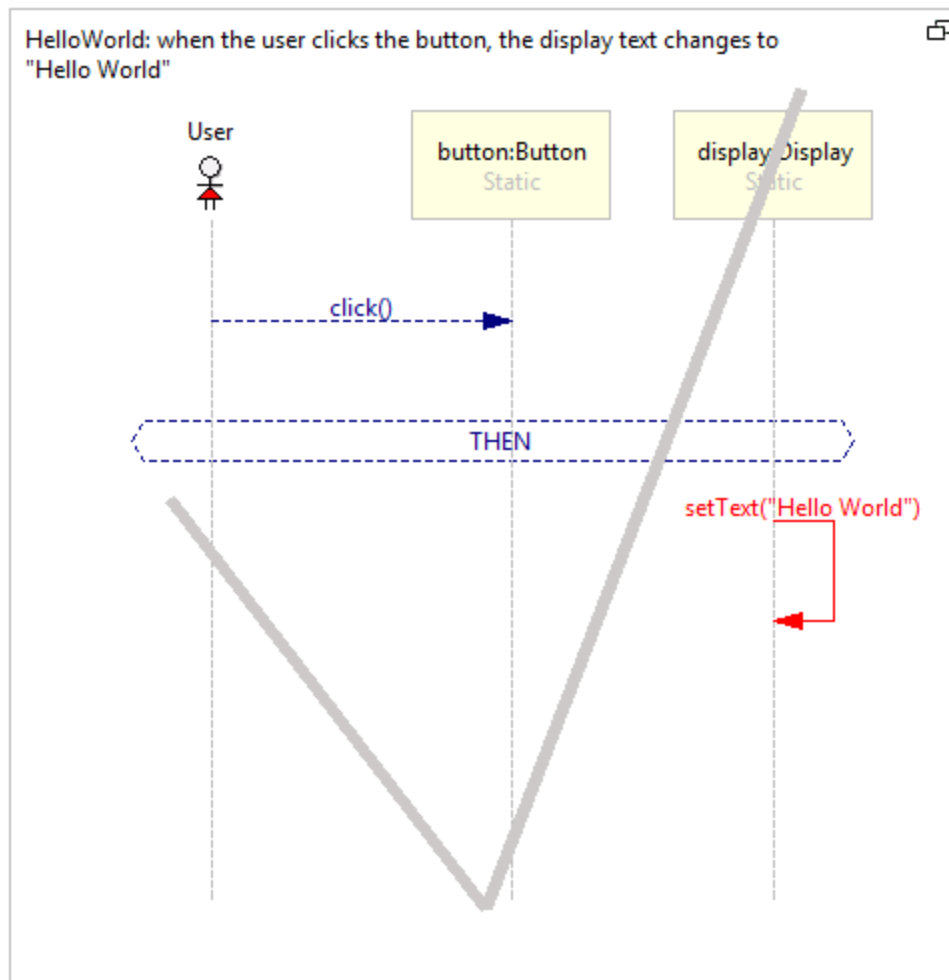 HelloWorld: when the user clicks the button, the display text changes to
"Hello World"
User
button:Button
Static
display:Display
Static
click()
THEN
setText("Hello World")